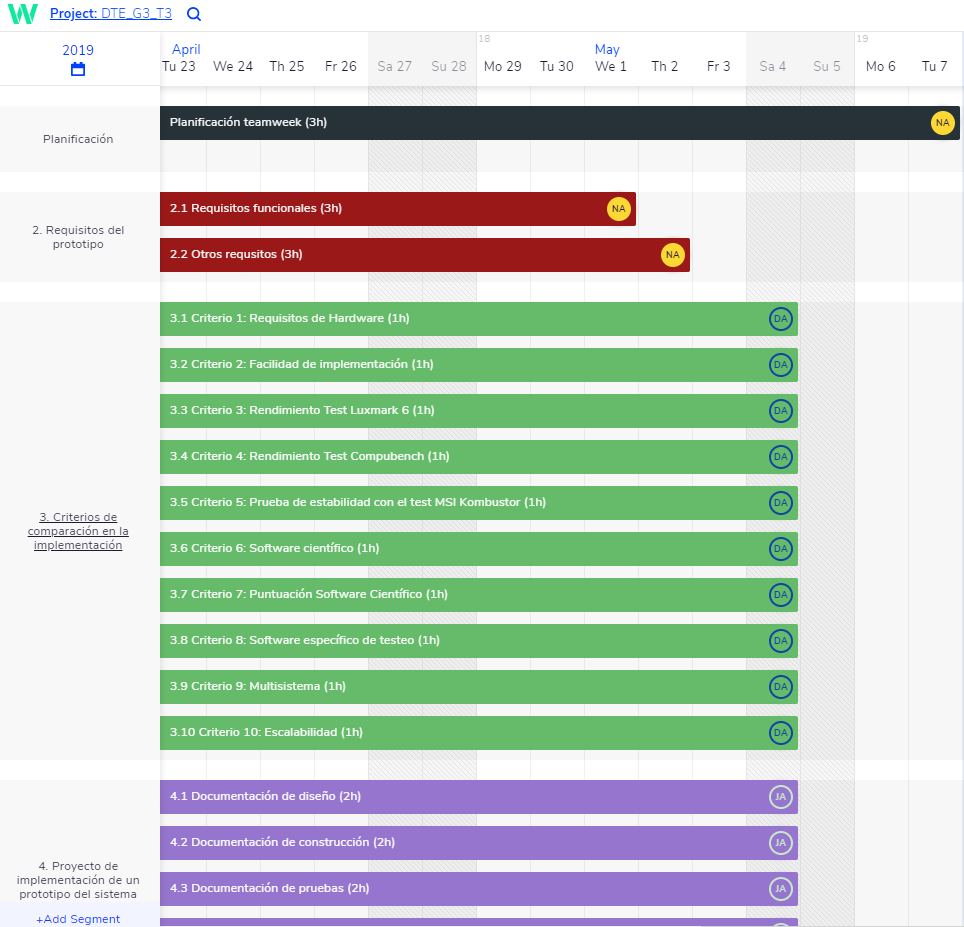 W Project: DTE_G3_T3
2019
April
18
May
19
Tu 23 We 24 Th 25 Fr 26 Sa 27 Su 28 Mo 29 Tu 30 We 1 Th 2 Fr 3 Sa 4 Su 5 Mo 6 Tu 7
Planificación
Planificación teamweek (3h) NA
2. Requisitos del
prototipo
2.1 Requisitos funcionales (3h) NA
2.2 Otros requsitos (3h) NA
3. Criterios de
comparación en la
implementación
3.1 Criterio 1: Requisitos de Hardware (1h) DA
3.2 Criterio 2: Facilidad de implementación (1h) DA
3.3 Criterio 3: Rendimiento Test Luxmark 6 (1h) DA
3.4 Criterio 4: Rendimiento Test Compubench (1h) DA
3.5 Criterio 5: Prueba de estabilidad con el test MSI Kombustor (1h) DA
3.6 Criterio 6: Software científico (1h) DA
3.7 Criterio 7: Puntuación Software Científico (1h) DA
3.8 Criterio 8: Software específico de testeo (1h) DA
3.9 Criterio 9: Multisistema (1h) DA
3.10 Criterio 10: Escalabilidad (1h) DA
4. Proyecto de
implementación de un
prototipo del sistema
4.1 Documentación de diseño (2h) JA
4.2 Documentación de construcción (2h) JA
4.3 Documentación de pruebas (2h) JA
+Add Segment